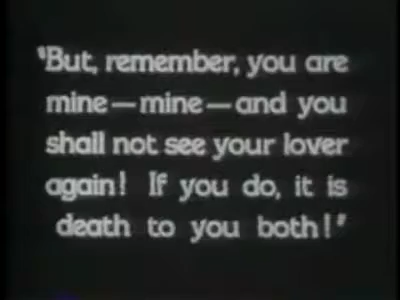 "But, remember, you are
mine—mine—and you
shall not see your lover
again! If you do, it is
death to you both!"